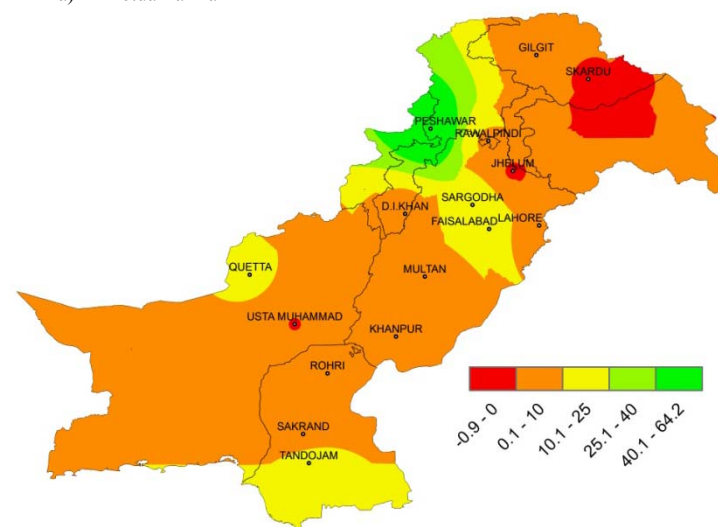 GILGIT
SKARDU
PESHAWAR
RAWALPINDI
JHELUM
SARGODHA
D.I.KHAN
FAISALABAD
LAHORE
QUETTA
MULTAN
USTA MUHAMMAD
KHANPUR
ROHRI
SAKRAND
TANDOJAM
-0.9 - 0
0.1 - 10
10.1 - 25
25.1 - 40
40.1 - 64.2